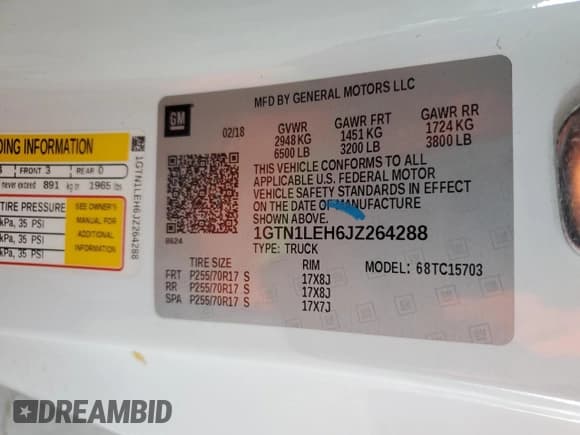 MFD BY GENERAL MOTORS LLC
GM
02/18
GVWR GAWR FRT GAWR RR
2948 KG 1451 KG 1724 KG
6500 LB 3200 LB 3800 LB
THIS VEHICLE CONFORMS TO ALL
APPLICABLE U.S. FEDERAL MOTOR
VEHICLE SAFETY STANDARDS IN EFFECT
ON THE DATE OF MANUFACTURE
SHOWN ABOVE.
8624
1GTN1LEH6JZ264288
TYPE: TRUCK
TIRE SIZE RIM MODEL: 68TC15703
FRT P255/70R17 S 17X8J
RR P255/70R17 S 17X8J
SPA P255/70R17 S 17X7J
INFORMATION
FRONT 3 REAR 0
never exceed 891 kg or 1965 lbs
TIRE PRESSURE
kPa, 35 PSI
kPa, 35 PSI
kPa, 35 PSI
SEE OWNER'S
MANUAL FOR
ADDITIONAL
INFORMATION
1GTN1LEH6JZ264288
DREAMBID